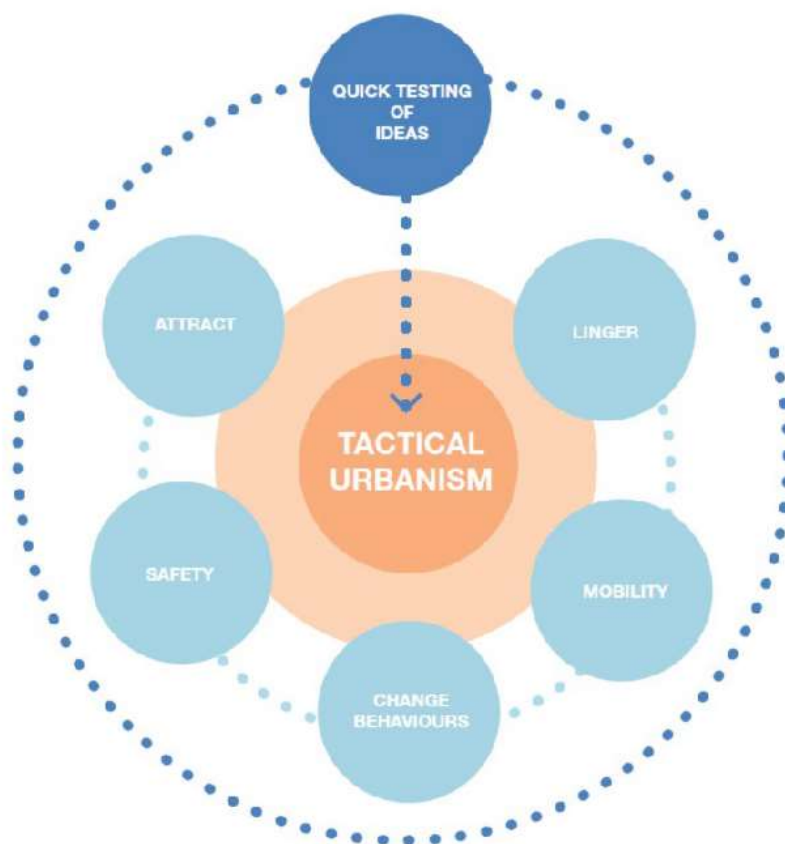 QUICK TESTING
OF
IDEAS
ATTRACT
LINGER
TACTICAL
URBANISM
SAFETY
MOBILITY
CHANGE
BEHAVIOURS